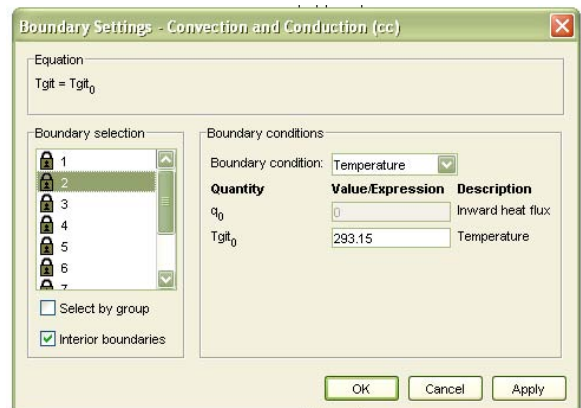 Boundary Settings - Convection and Conduction (cc)
Equation
Tgit = Tgit0
Boundary selection
1
2
3
4
5
6
7
Select by group
Interior boundaries
Boundary conditions
Boundary condition: Temperature
Quantity Value/Expression Description
q0 0 Inward heat flux
Tgit0 293.15 Temperature
OK Cancel Apply